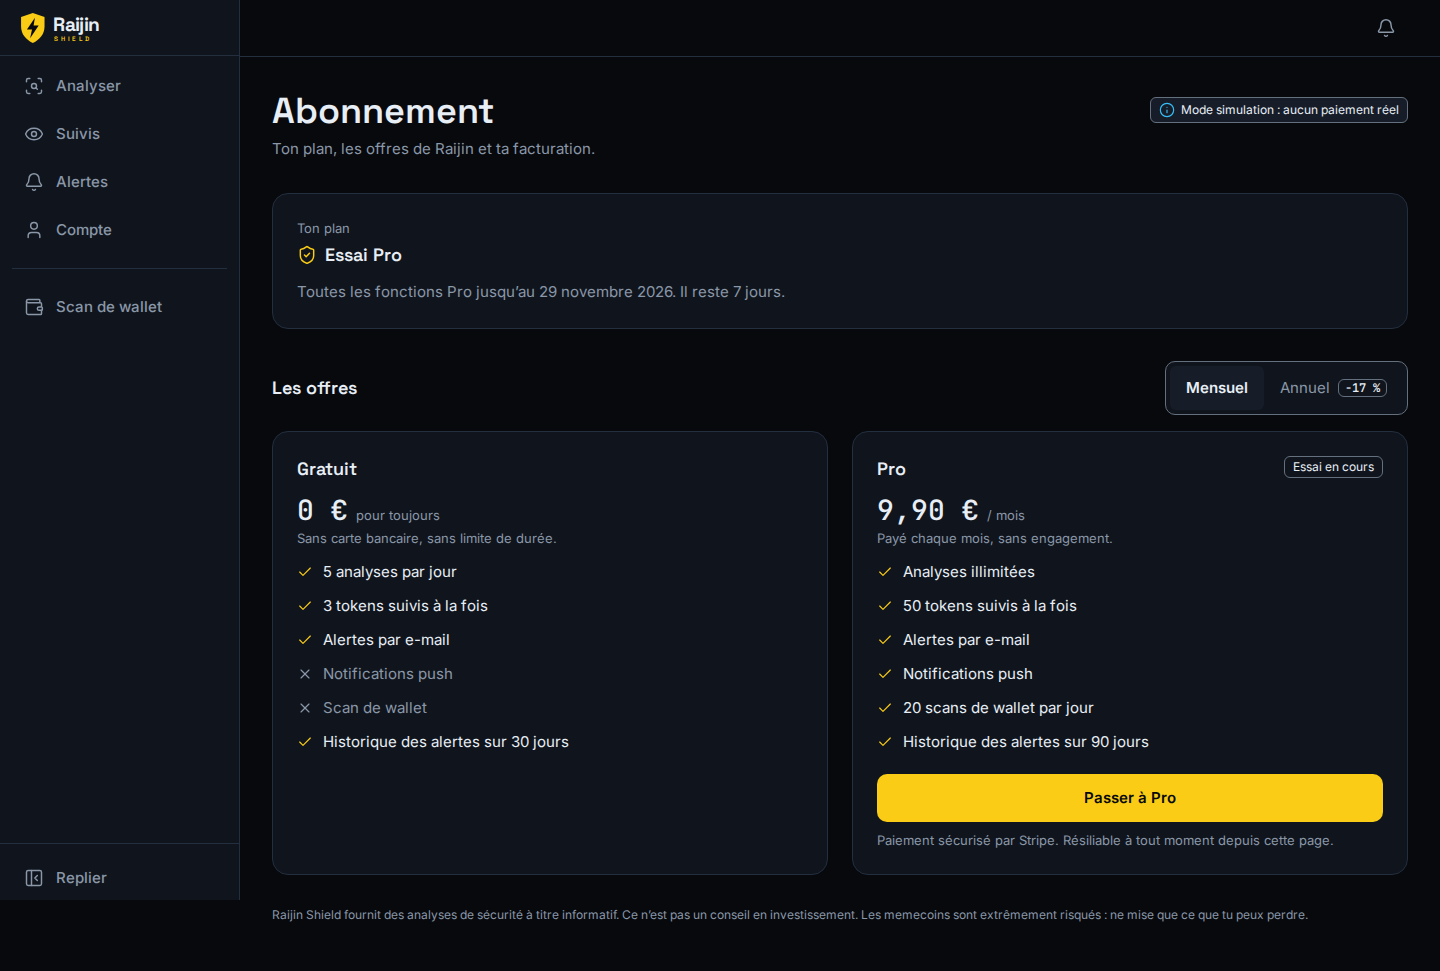 Raijin
SHIELD
Analyser
Suivis
Alertes
Compte
Scan de wallet
Replier
Abonnement
Mode simulation : aucun paiement réel
Ton plan, les offres de Raijin et ta facturation.
Ton plan
Essai Pro
Toutes les fonctions Pro jusqu’au 29 novembre 2026. Il reste 7 jours.
Les offres
Mensuel
Annuel -17 %
Gratuit
0 € pour toujours
Sans carte bancaire, sans limite de durée.
5 analyses par jour
3 tokens suivis à la fois
Alertes par e-mail
Notifications push
Scan de wallet
Historique des alertes sur 30 jours
Pro
Essai en cours
9,90 € / mois
Payé chaque mois, sans engagement.
Analyses illimitées
50 tokens suivis à la fois
Alertes par e-mail
Notifications push
20 scans de wallet par jour
Historique des alertes sur 90 jours
Passer à Pro
Paiement sécurisé par Stripe. Résiliable à tout moment depuis cette page.
Raijin Shield fournit des analyses de sécurité à titre informatif. Ce n’est pas un conseil en investissement. Les memecoins sont extrêmement risqués : ne mise que ce que tu peux perdre.